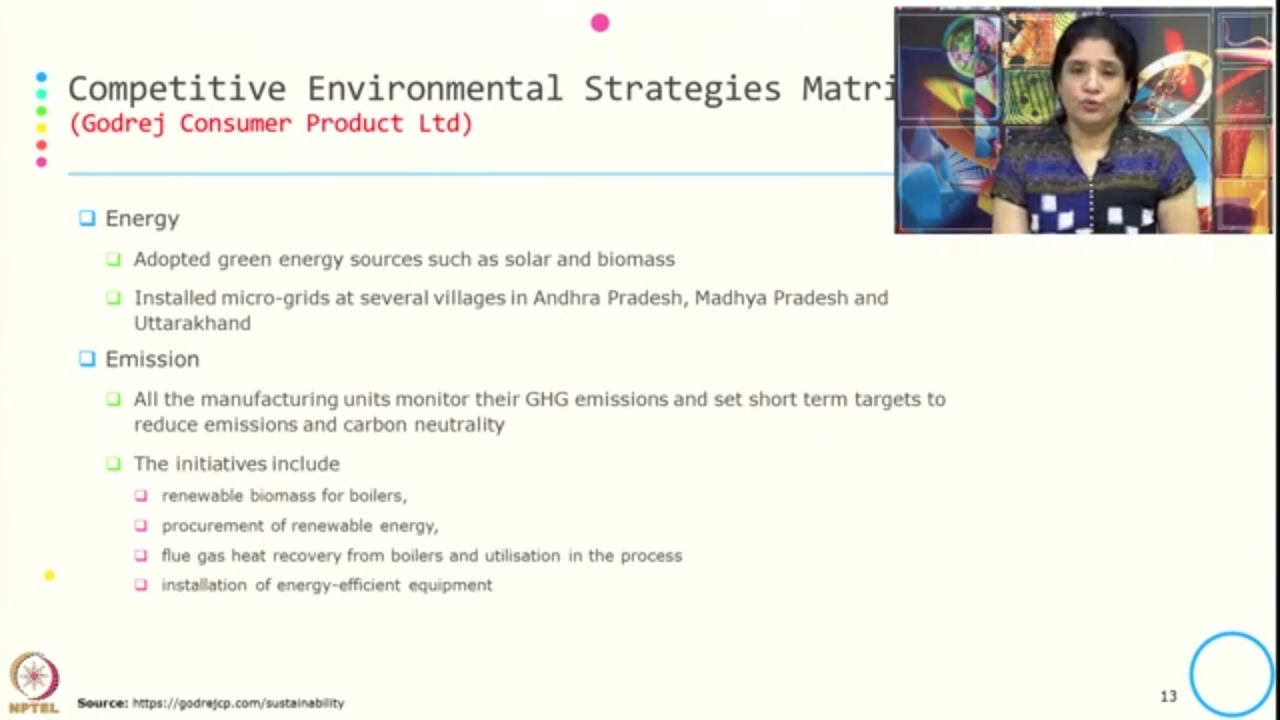 Competitive Environmental Strategies Matri
(Godrej Consumer Product Ltd)
Energy
Adopted green energy sources such as solar and biomass
Installed micro-grids at several villages in Andhra Pradesh, Madhya Pradesh and
Uttarakhand
Emission
All the manufacturing units monitor their GHG emissions and set short term targets to
reduce emissions and carbon neutrality
The initiatives include
renewable biomass for boilers,
procurement of renewable energy,
flue gas heat recovery from boilers and utilisation in the process
installation of energy-efficient equipment
NPTEL
Source: https://godrejcp.com/sustainability
13